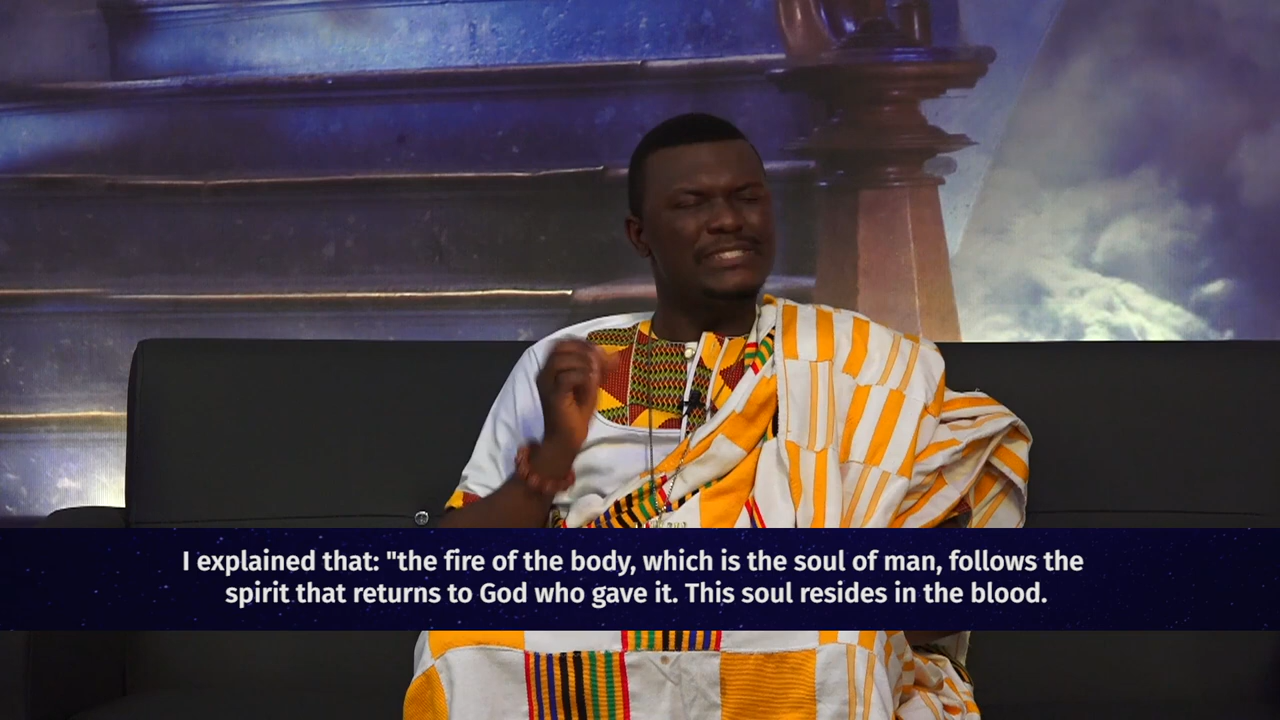 I explained that: "the fire of the body, which is the soul of man, follows the
spirit that returns to God who gave it. This soul resides in the blood.